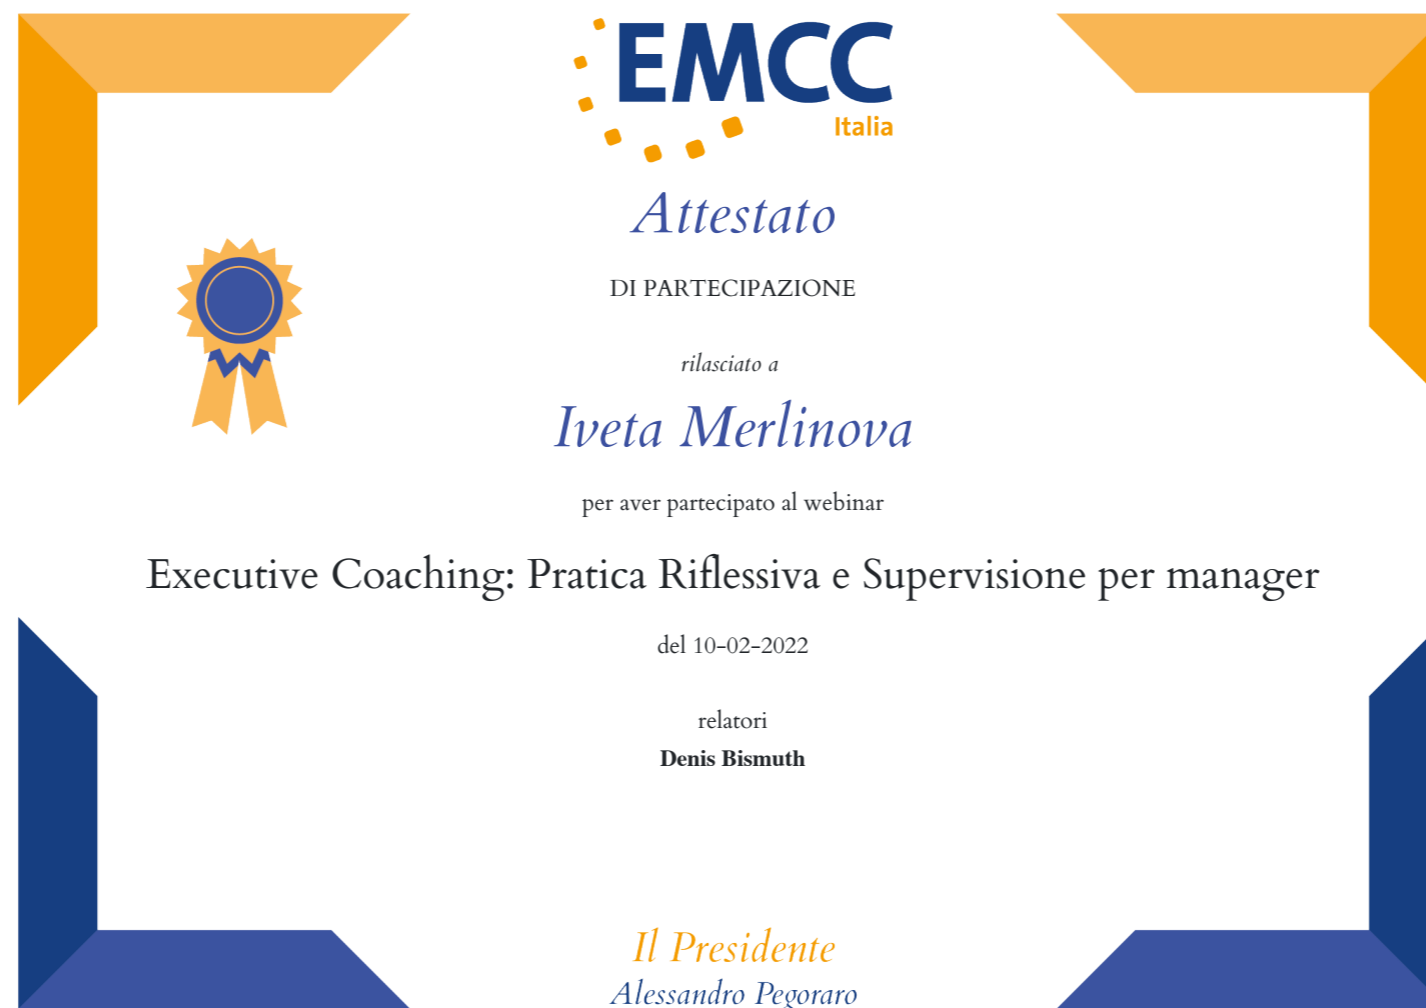 EMCC
Italia
Attestato
DI PARTECIPAZIONE
rilasciato a
Iveta Merlinova
per aver partecipato al webinar
Executive Coaching: Pratica Riflessiva e Supervisione per manager
del 10-02-2022
relatori
Denis Bismuth
Il Presidente
Alessandro Pegoraro